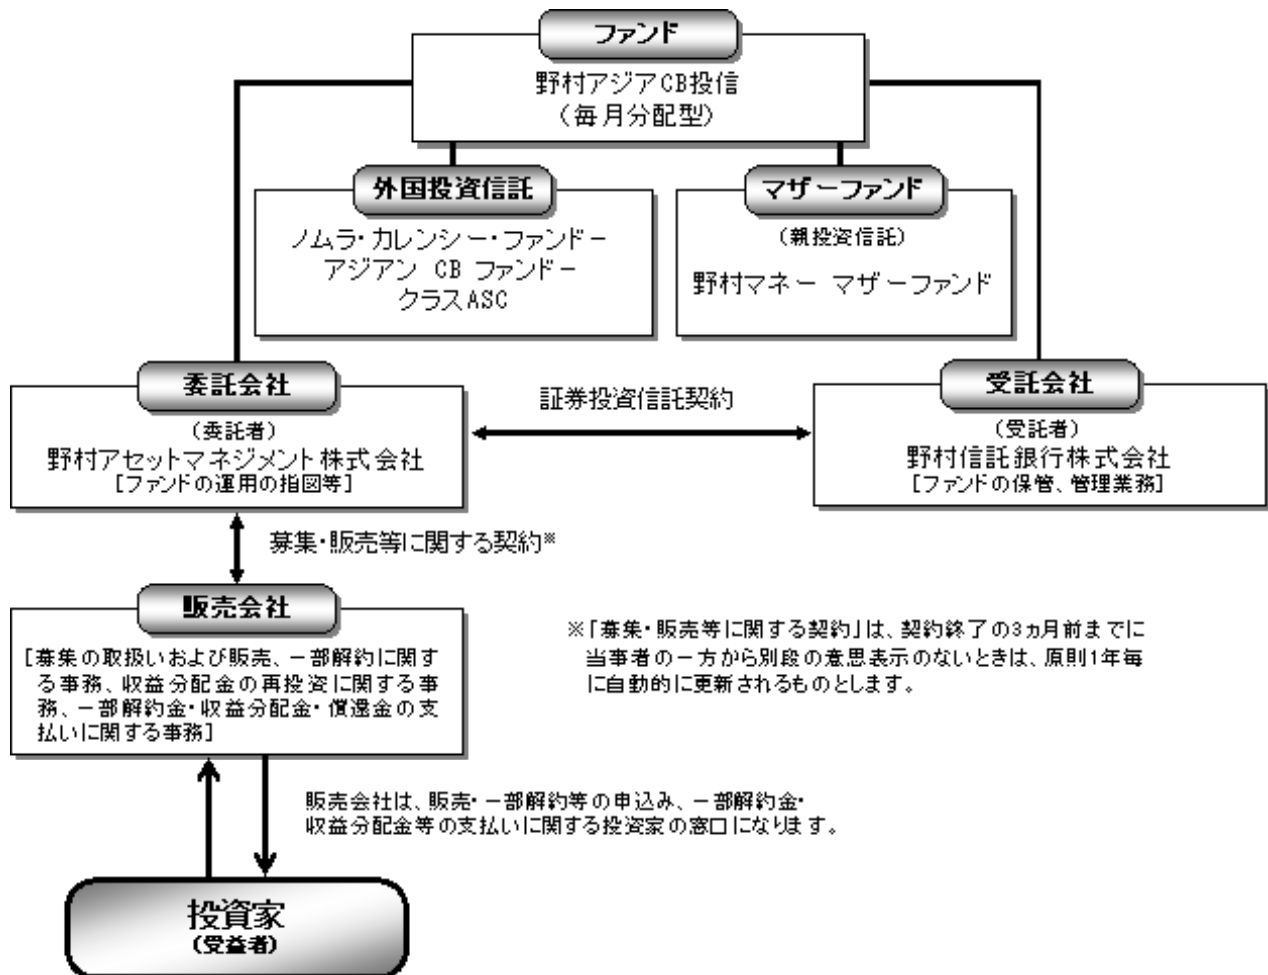 ファンド
野村アジアCB投信
(毎月分配型)
外国投資信託
ノムラ・カレンシー・ファンド-
アジアン CB ファンド-
クラスASC
マザーファンド
(親投資信託)
野村マネー マザーファンド
委託会社
(委託者)
野村アセットマネジメント株式会社
[ファンドの運用の指図等]
証券投資信託契約
受託会社
(受託者)
野村信託銀行株式会社
[ファンドの保管、管理業務]
募集・販売等に関する契約※
販売会社
[募集の取扱いおよび販売、一部解約に関す
る事務、収益分配金の再投資に関する事
務、一部解約金・収益分配金・償還金の支
払いに関する事務]
※「募集・販売等に関する契約」は、契約終了の3ヵ月前までに
当事者の一方から別段の意思表示のないときは、原則1年毎
に自動的に更新されるものとします。
販売会社は、販売・一部解約等の申込み、一部解約金・
収益分配金等の支払いに関する投資家の窓口になります。
投資家
(受益者)